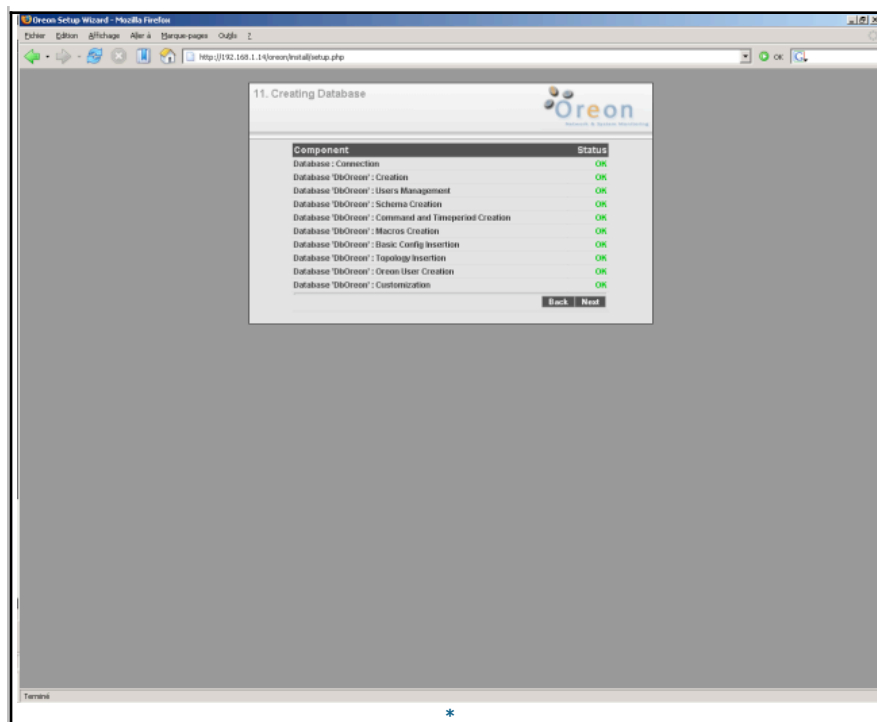 Oreon Setup Wizard - Mozilla Firefox
Fichier Edition Affichage Aller à Marque-pages Outils ?
http://192.168.1.14/oreon/install/setup.php OK
11. Creating Database
Oreon
Network & System Monitoring
Component Status
Database : Connection OK
Database 'DbOreon' : Creation OK
Database 'DbOreon' : Users Management OK
Database 'DbOreon' : Schema Creation OK
Database 'DbOreon' : Command and Timeperiod Creation OK
Database 'DbOreon' : Macros Creation OK
Database 'DbOreon' : Basic Config Insertion OK
Database 'DbOreon' : Topology Insertion OK
Database 'DbOreon' : Oreon User Creation OK
Database 'DbOreon' : Customization OK
Back Next
Terminé
*